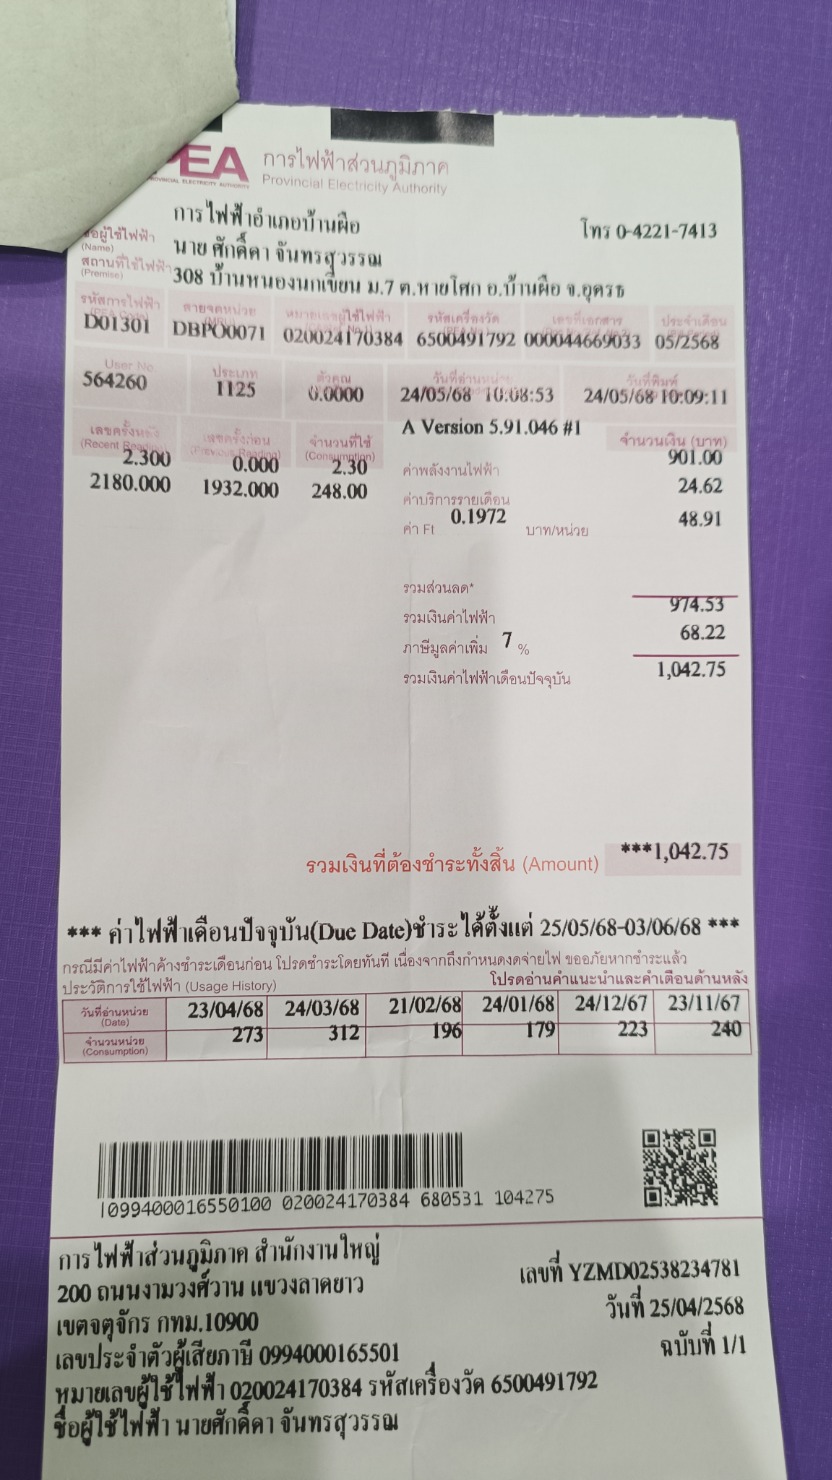 PEA การไฟฟ้าส่วนภูมิภาค
PROVINCIAL ELECTRICITY AUTHORITY Provincial Electricity Authority
การไฟฟ้าอำเภอบ้านผือ โทร 0-4221-7413
ชื่อผู้ใช้ไฟฟ้า (Name) นาย ศักดิ์ดา จันทรสุวรรณ
สถานที่ใช้ไฟฟ้า (Premise) 308 บ้านหนองนกเขียน ม.7 ต.หายโศก อ.บ้านผือ จ.อุดรธ
รหัสการไฟฟ้า สายจดหน่วย หมายเลขผู้ใช้ไฟฟ้า รหัสเครื่องวัด เลขที่เอกสาร ประจำเดือน
D01301 DBPO0071 020024170384 6500491792 000044669033 05/2568
User No. ประเภท ตัวคูณ วันที่อ่านหน่วย วันที่พิมพ์
564260 1125 0.0000 24/05/68 10:08:53 24/05/68 10:09:11
A Version 5.91.046 #1
เลขครั้งหลัง เลขครั้งก่อน จำนวนที่ใช้ จำนวนเงิน (บาท)
(Recent Reading) (Previous Reading) (Consumption)
2.300 0.000 2.30 ค่าพลังงานไฟฟ้า 901.00
2180.000 1932.000 248.00 ค่าบริการรายเดือน 24.62
ค่า Ft 0.1972 บาท/หน่วย 48.91
รวมส่วนลด*
รวมเงินค่าไฟฟ้า 974.53
ภาษีมูลค่าเพิ่ม 7 % 68.22
รวมเงินค่าไฟฟ้าเดือนปัจจุบัน 1,042.75
รวมเงินที่ต้องชำระทั้งสิ้น (Amount) ***1,042.75
*** ค่าไฟฟ้าเดือนปัจจุบัน(Due Date)ชำระได้ตั้งแต่ 25/05/68-03/06/68 ***
กรณีมีค่าไฟฟ้าค้างชำระเดือนก่อน โปรดชำระโดยทันที เนื่องจากถึงกำหนดงดจ่ายไฟ ขออภัยหากชำระแล้ว
ประวัติการใช้ไฟฟ้า (Usage History) โปรดอ่านคำแนะนำและคำเตือนด้านหลัง
วันที่อ่านหน่วย (Date) 23/04/68 24/03/68 21/02/68 24/01/68 24/12/67 23/11/67
จำนวนหน่วย (Consumption) 273 312 196 179 223 240
|099400016550100 020024170384 680531 104275
การไฟฟ้าส่วนภูมิภาค สำนักงานใหญ่
200 ถนนงามวงศ์วาน แขวงลาดยาว เลขที่ YZMD02538234781
เขตจตุจักร กทม.10900 วันที่ 25/04/2568
เลขประจำตัวผู้เสียภาษี 0994000165501 ฉบับที่ 1/1
หมายเลขผู้ใช้ไฟฟ้า 020024170384 รหัสเครื่องวัด 6500491792
ชื่อผู้ใช้ไฟฟ้า นายศักดิ์ดา จันทรสุวรรณ